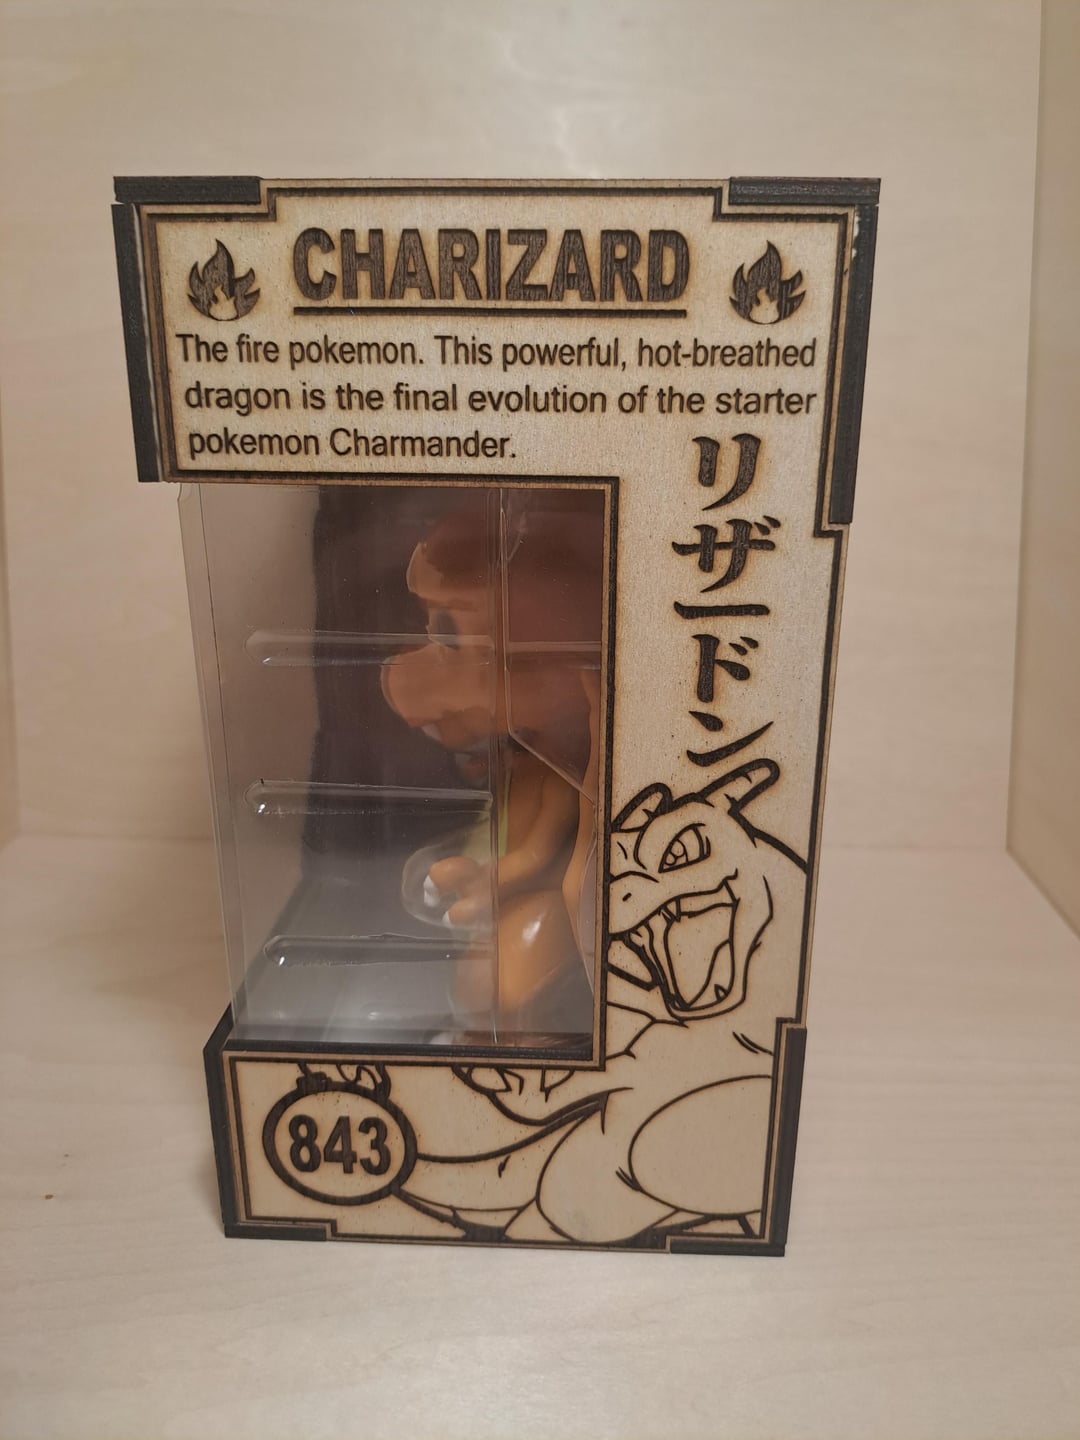 CHARIZARD
The fire pokemon. This powerful, hot-breathed
dragon is the final evolution of the starter
pokemon Charmander.
リザードン
843